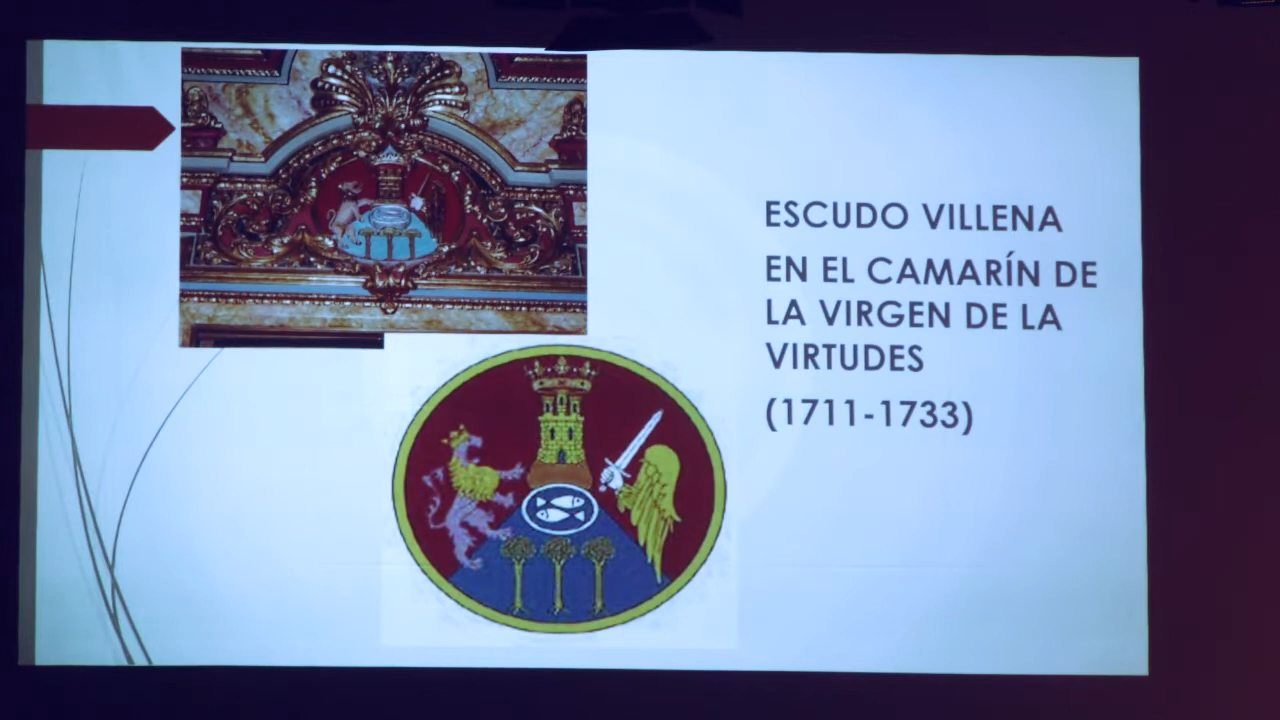 ESCUDO VILLENA
EN EL CAMARÍN DE
LA VIRGEN DE LA
VIRTUDES
(1711-1733)